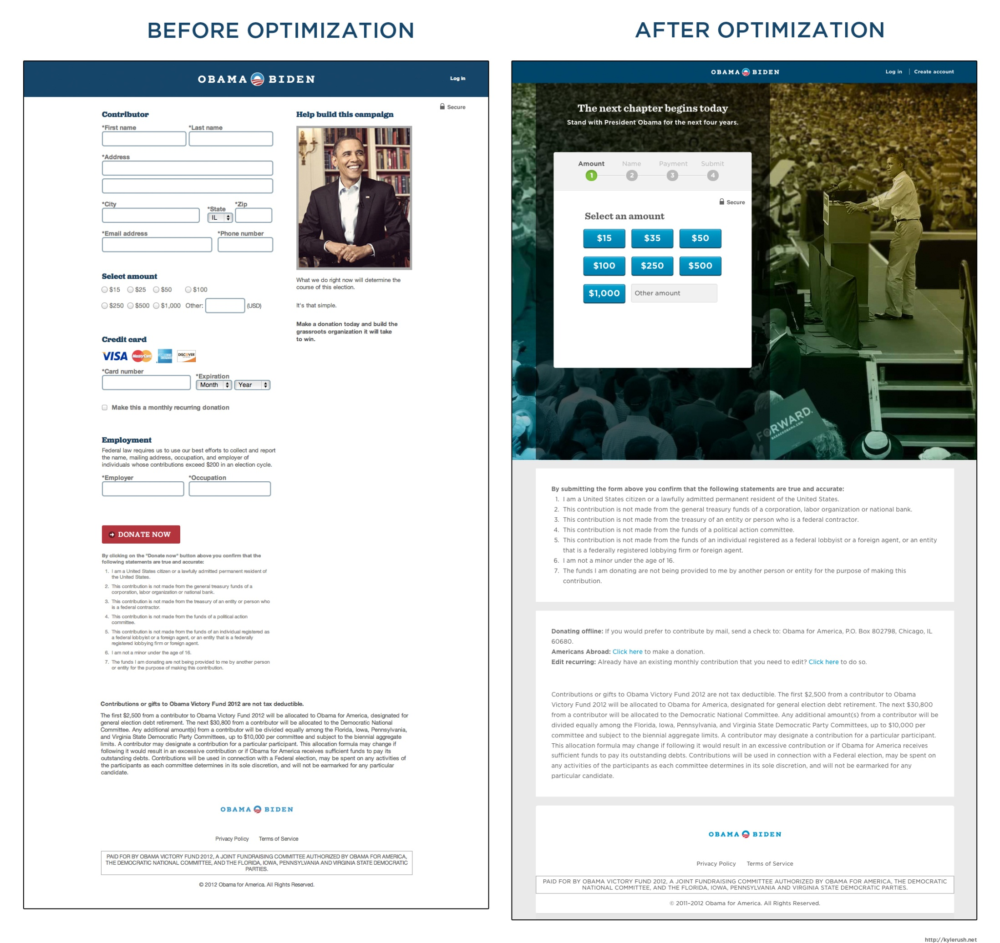 BEFORE OPTIMIZATION
OBAMA BIDEN
Log in
Secure
Contributor
*First name *Last name
*Address
*City *State *Zip
IL
*Email address *Phone number
Select amount
$15 $25 $50 $100
$250 $500 $1,000 Other: (USD)
Credit card
VISA MasterCard AMERICAN EXPRESS DISCOVER
*Card number *Expiration
Month Year
Make this a monthly recurring donation
Employment
Federal law requires us to use our best efforts to collect and report
the name, mailing address, occupation, and employer of
individuals whose contributions exceed $200 in an election cycle.
*Employer *Occupation
DONATE NOW
By clicking on the "Donate now" button above you confirm that the
following statements are true and accurate:
1. I am a United States citizen or a lawfully admitted permanent resident of
the United States.
2. This contribution is not made from the general treasury funds of a
corporation, labor organization or national bank.
3. This contribution is not made from the treasury of an entity or person who
is a federal contractor.
4. This contribution is not made from the funds of a political action
committee.
5. This contribution is not made from the funds of an individual registered as
a federal lobbyist or a foreign agent, or an entity that is a federally
registered lobbying firm or foreign agent.
6. I am not a minor under the age of 16.
7. The funds I am donating are not being provided to me by another person
or entity for the purpose of making this contribution.
Help build this campaign
What we do right now will determine the
course of this election.
It's that simple.
Make a donation today and build the
grassroots organization it will take
to win.
Contributions or gifts to Obama Victory Fund 2012 are not tax deductible.
The first $2,500 from a contributor to Obama Victory Fund 2012 will be allocated to Obama for America, designated for
general election debt retirement. The next $30,800 from a contributor will be allocated to the Democratic National
Committee. Any additional amount(s) from a contributor will be divided equally among the Florida, Iowa, Pennsylvania,
and Virginia State Democratic Party Committees, up to $10,000 per committee and subject to the biennial aggregate
limits. A contributor may designate a contribution for a particular participant. This allocation formula may change if
following it would result in an excessive contribution or if Obama for America receives sufficient funds to pay its
outstanding debts. Contributions will be used in connection with a Federal election, may be spent on any activities of
the participants as each committee determines in its sole discretion, and will not be earmarked for any particular
candidate.
OBAMA BIDEN
Privacy Policy Terms of Service
PAID FOR BY OBAMA VICTORY FUND 2012, A JOINT FUNDRAISING COMMITTEE AUTHORIZED BY OBAMA FOR AMERICA,
THE DEMOCRATIC NATIONAL COMMITTEE, AND THE FLORIDA, IOWA, PENNSYLVANIA AND VIRGINIA STATE DEMOCRATIC
PARTIES.
© 2012 Obama for America. All Rights Reserved.
AFTER OPTIMIZATION
OBAMA BIDEN
Log in | Create account
The next chapter begins today
Stand with President Obama for the next four years.
Amount Name Payment Submit
1 2 3 4
Secure
Select an amount
$15 $35 $50
$100 $250 $500
$1,000 Other amount
FORWARD.
BARACKOBAMA.COM
By submitting the form above you confirm that the following statements are true and accurate:
1. I am a United States citizen or a lawfully admitted permanent resident of the United States.
2. This contribution is not made from the general treasury funds of a corporation, labor organization or national bank.
3. This contribution is not made from the treasury of an entity or person who is a federal contractor.
4. This contribution is not made from the funds of a political action committee.
5. This contribution is not made from the funds of an individual registered as a federal lobbyist or a foreign agent, or an entity
that is a federally registered lobbying firm or foreign agent.
6. I am not a minor under the age of 16.
7. The funds I am donating are not being provided to me by another person or entity for the purpose of making this
contribution.
Donating offline: If you would prefer to contribute by mail, send a check to: Obama for America, P.O. Box 802798, Chicago, IL
60680.
Americans Abroad: Click here to make a donation.
Edit recurring: Already have an existing monthly contribution that you need to edit? Click here to do so.
Contributions or gifts to Obama Victory Fund 2012 are not tax deductible. The first $2,500 from a contributor to Obama
Victory Fund 2012 will be allocated to Obama for America, designated for general election debt retirement. The next $30,800
from a contributor will be allocated to the Democratic National Committee. Any additional amount(s) from a contributor will be
divided equally among the Florida, Iowa, Pennsylvania, and Virginia State Democratic Party Committees, up to $10,000 per
committee and subject to the biennial aggregate limits. A contributor may designate a contribution for a particular participant.
This allocation formula may change if following it would result in an excessive contribution or if Obama for America receives
sufficient funds to pay its outstanding debts. Contributions will be used in connection with a Federal election, may be spent on
any activities of the participants as each committee determines in its sole discretion, and will not be earmarked for any
particular candidate.
OBAMA BIDEN
Privacy Policy Terms of Service
PAID FOR BY OBAMA VICTORY FUND 2012, A JOINT FUNDRAISING COMMITTEE AUTHORIZED BY OBAMA FOR AMERICA, THE DEMOCRATIC
NATIONAL COMMITTEE, AND THE FLORIDA, IOWA, PENNSYLVANIA AND VIRGINIA STATE DEMOCRATIC PARTIES.
© 2011–2012 Obama for America. All Rights Reserved.
http://kylerush.net